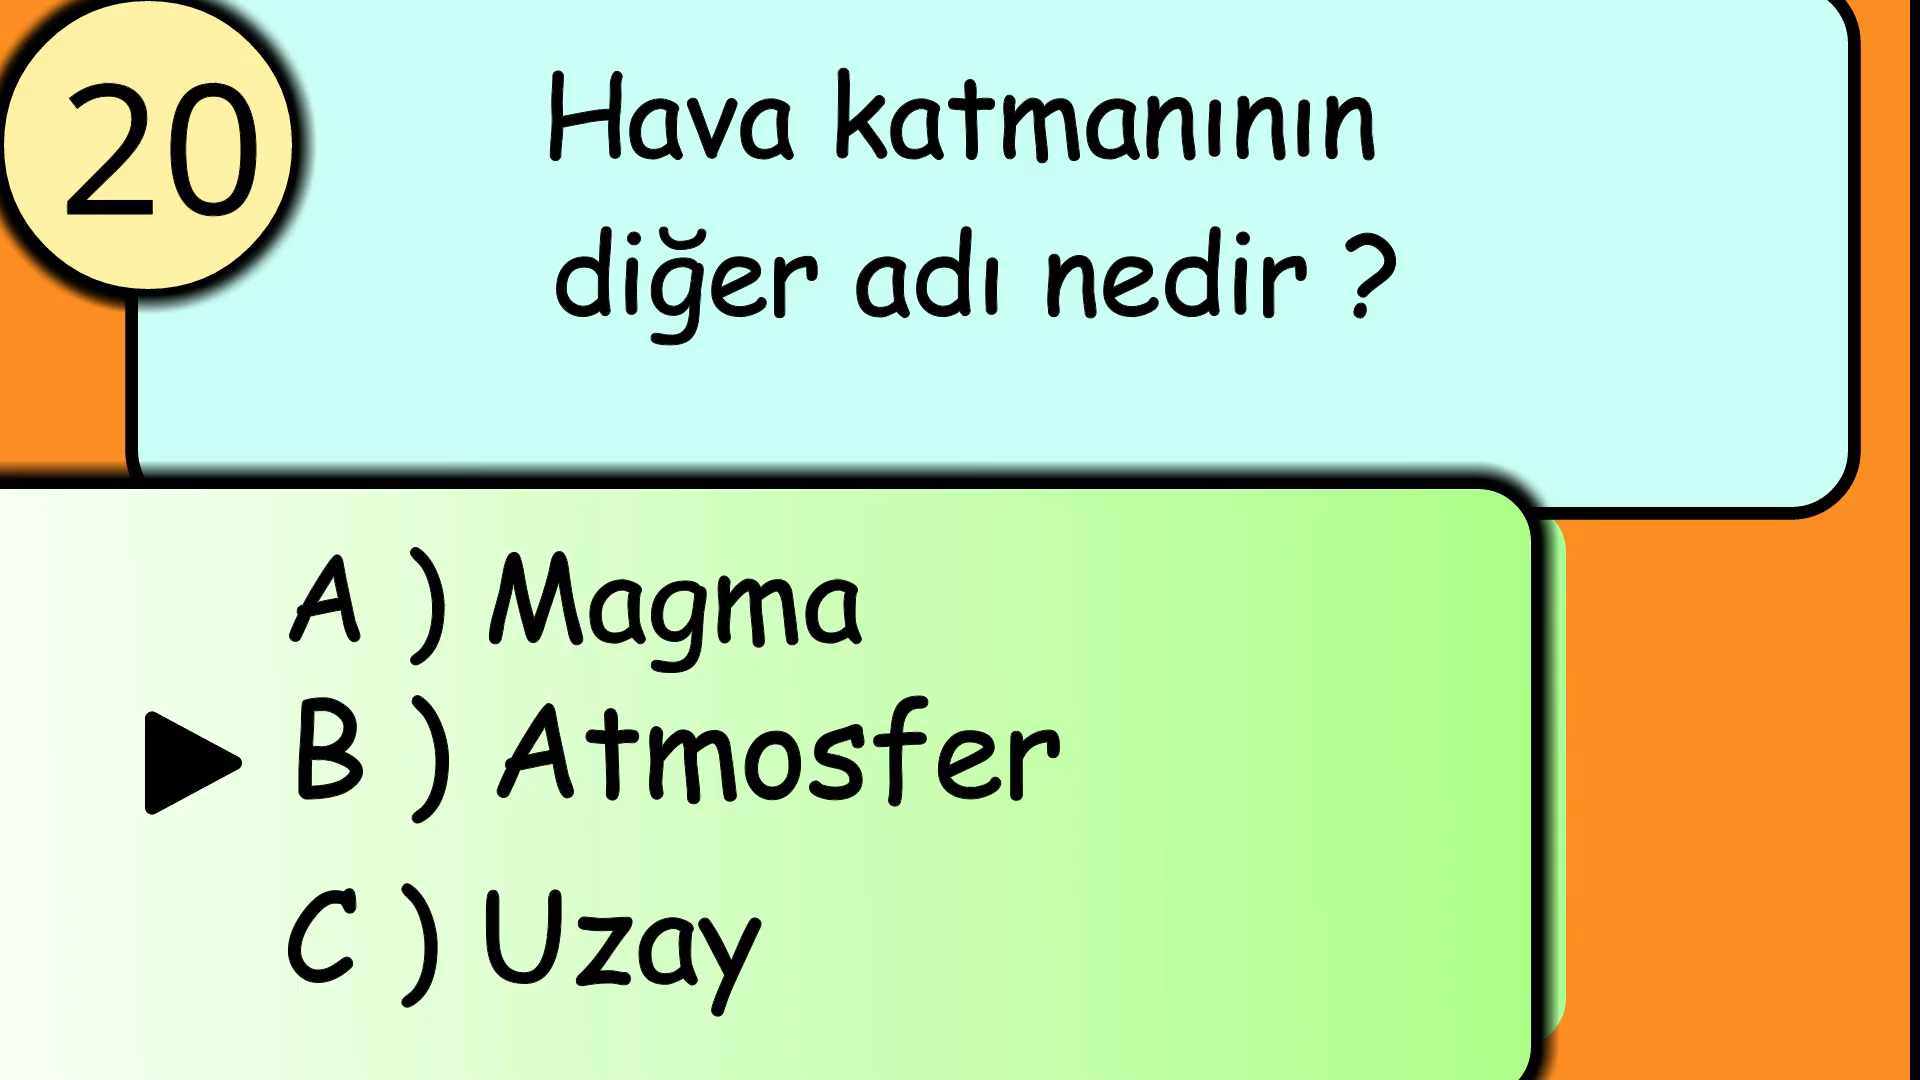 20
Hava katmanının
diğer adı nedir ?
A ) Magma
B ) Atmosfer
C ) Uzay